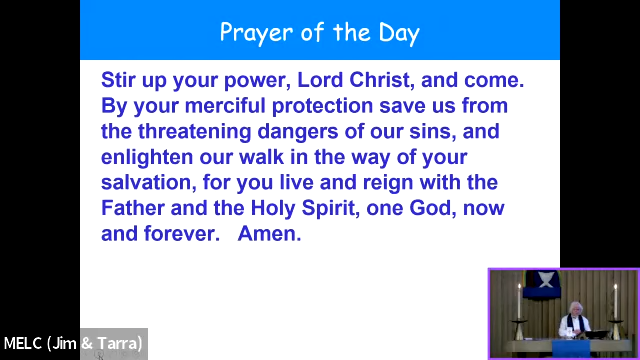 Prayer of the Day
Stir up your power, Lord Christ, and come.
By your merciful protection save us from
the threatening dangers of our sins, and
enlighten our walk in the way of your
salvation, for you live and reign with the
Father and the Holy Spirit, one God, now
and forever. Amen.
MELC (Jim & Tarra)